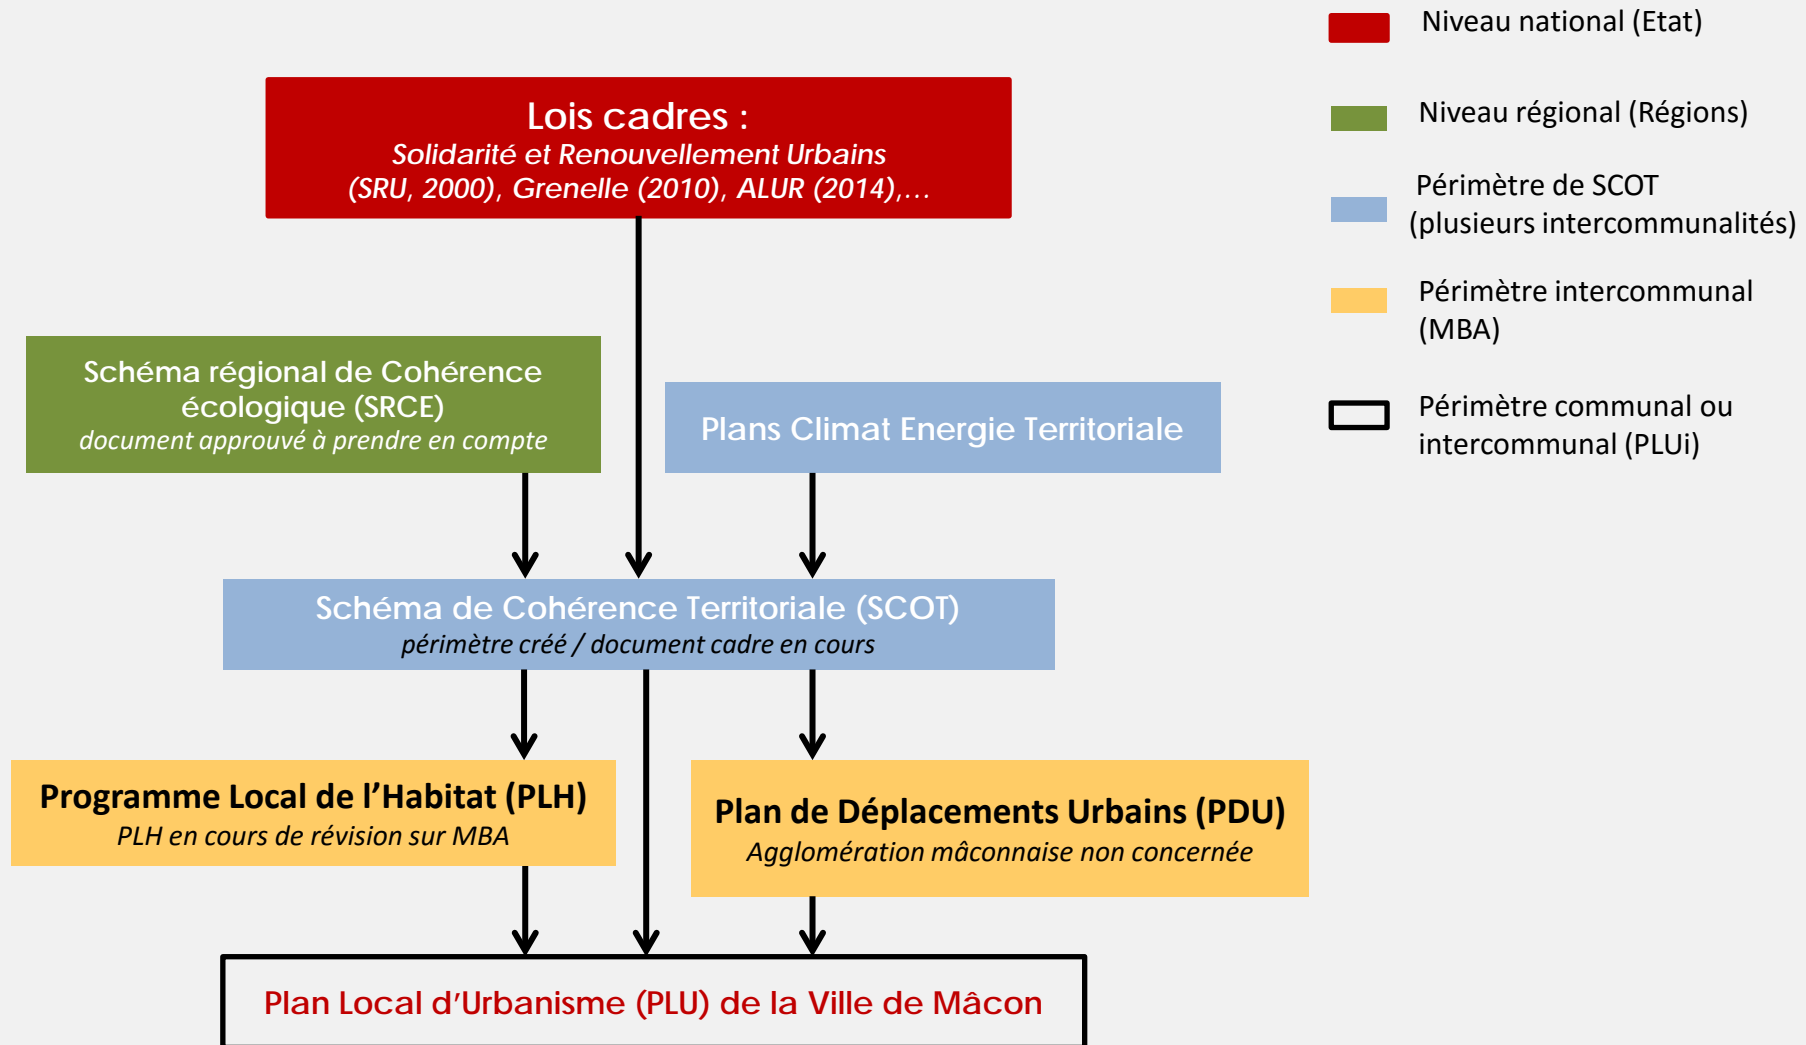 Lois cadres :
Solidarité et Renouvellement Urbains
(SRU, 2000), Grenelle (2010), ALUR (2014),...
Schéma régional de Cohérence
écologique (SRCE)
document approuvé à prendre en compte
Plans Climat Energie Territoriale
Schéma de Cohérence Territoriale (SCOT)
périmètre créé / document cadre en cours
Programme Local de l’Habitat (PLH)
PLH en cours de révision sur MBA
Plan de Déplacements Urbains (PDU)
Agglomération mâconnaise non concernée
Plan Local d’Urbanisme (PLU) de la Ville de Mâcon
Niveau national (Etat)
Niveau régional (Régions)
Périmètre de SCOT
(plusieurs intercommunalités)
Périmètre intercommunal
(MBA)
Périmètre communal ou
intercommunal (PLUi)